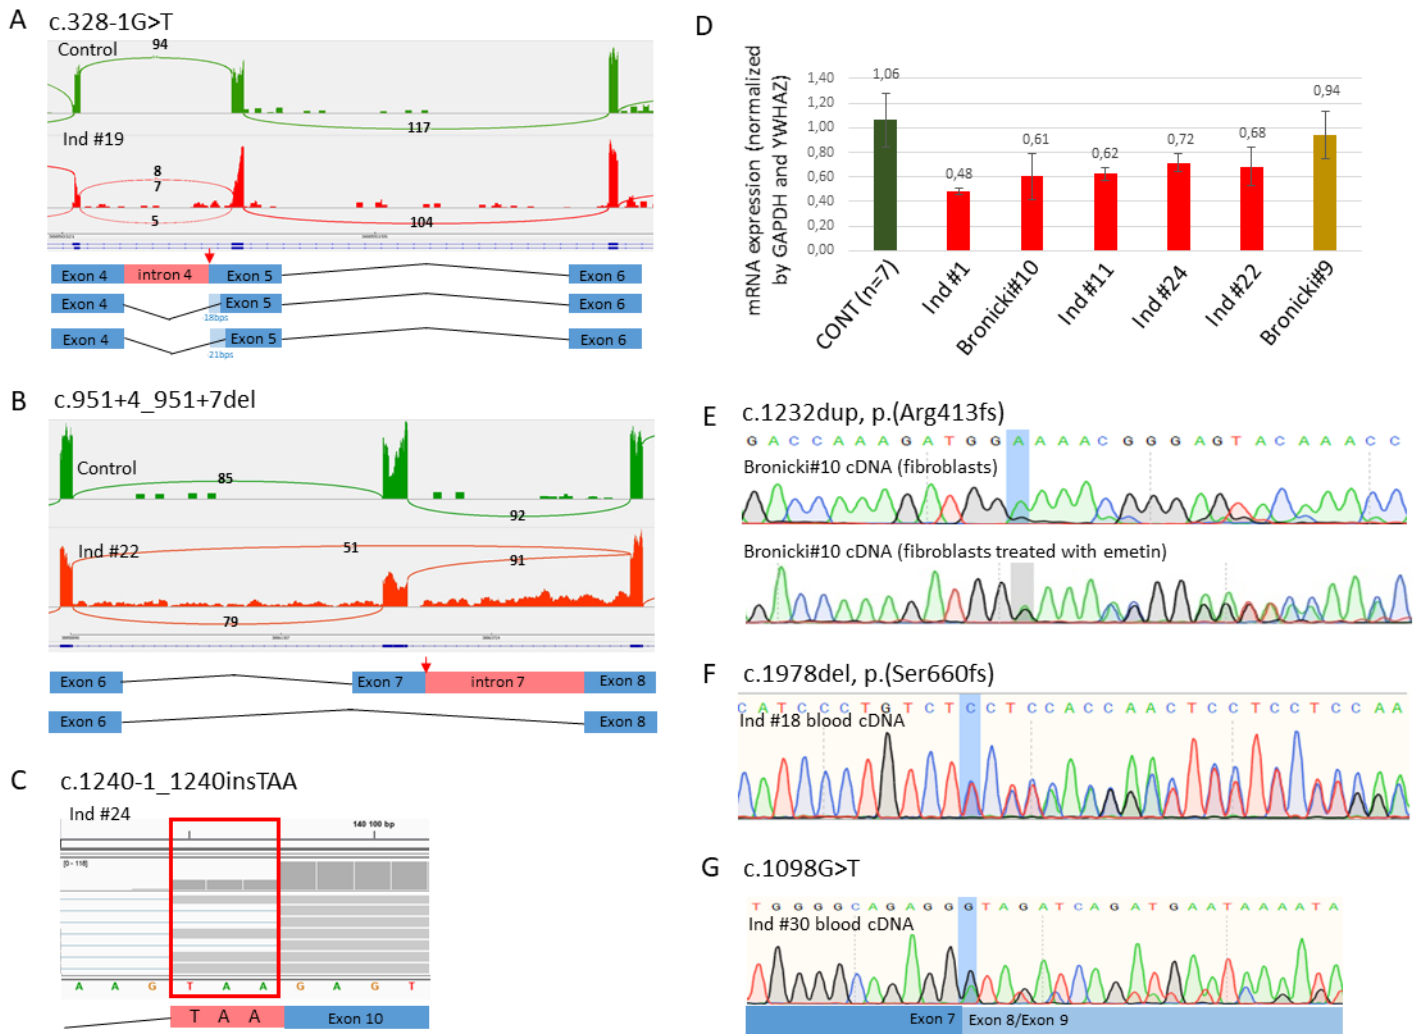 A
c.328-1G>T
Control
94
117
Ind #19
8
7
5
104
Exon 4 intron 4 Exon 5 Exon 6
Exon 4 Exon 5 Exon 6
-18bps
Exon 4 Exon 5 Exon 6
-21bps
B
c.951+4_951+7del
Control
85
92
Ind #22
51
91
79
Exon 6 Exon 7 intron 7 Exon 8
Exon 6 Exon 8
C
c.1240-1_1240insTAA
Ind #24
140 100 bp
[0 - 118]
A A G T A A G A G T
T A A Exon 10
D
mRNA expression (normalized
by GAPDH and YWHAZ)
1,40
1,20
1,00
0,80
0,60
0,40
0,20
0,00
1,06
0,48
0,61
0,62
0,72
0,68
0,94
CONT (n=7)
Ind #1
Bronicki#10
Ind #11
Ind #24
Ind #22
Bronicki#9
E
c.1232dup, p.(Arg413fs)
G A C C A A A G A T G G A A A A C G G G A G T A C A A A C C
Bronicki#10 cDNA (fibroblasts)
Bronicki#10 cDNA (fibroblasts treated with emetin)
F
c.1978del, p.(Ser660fs)
C A T C C C T G T C T C C T C C A C C A A C T C C T C C T C C A A
Ind #18 blood cDNA
G
c.1098G>T
T G G G G C A G A G G G T A G A T C A G A T G A A T A A A A T A
Ind #30 blood cDNA
Exon 7 Exon 8/Exon 9